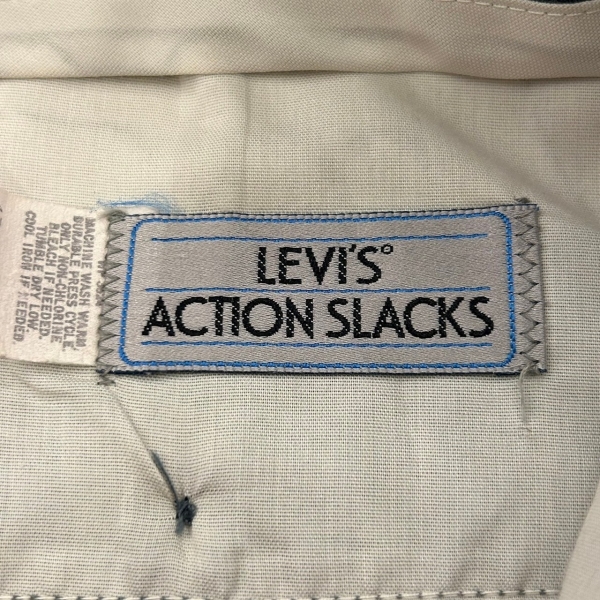 LEVI'S°
ACTION SLACKS
MACHINE WASH WARM,
DURABLE PRESS CYCLE
ONLY NON-CHLORINE
BLEACH IF NEEDED.
TUMBLE DRY LOW.
COOL IRON IF NEEDED.